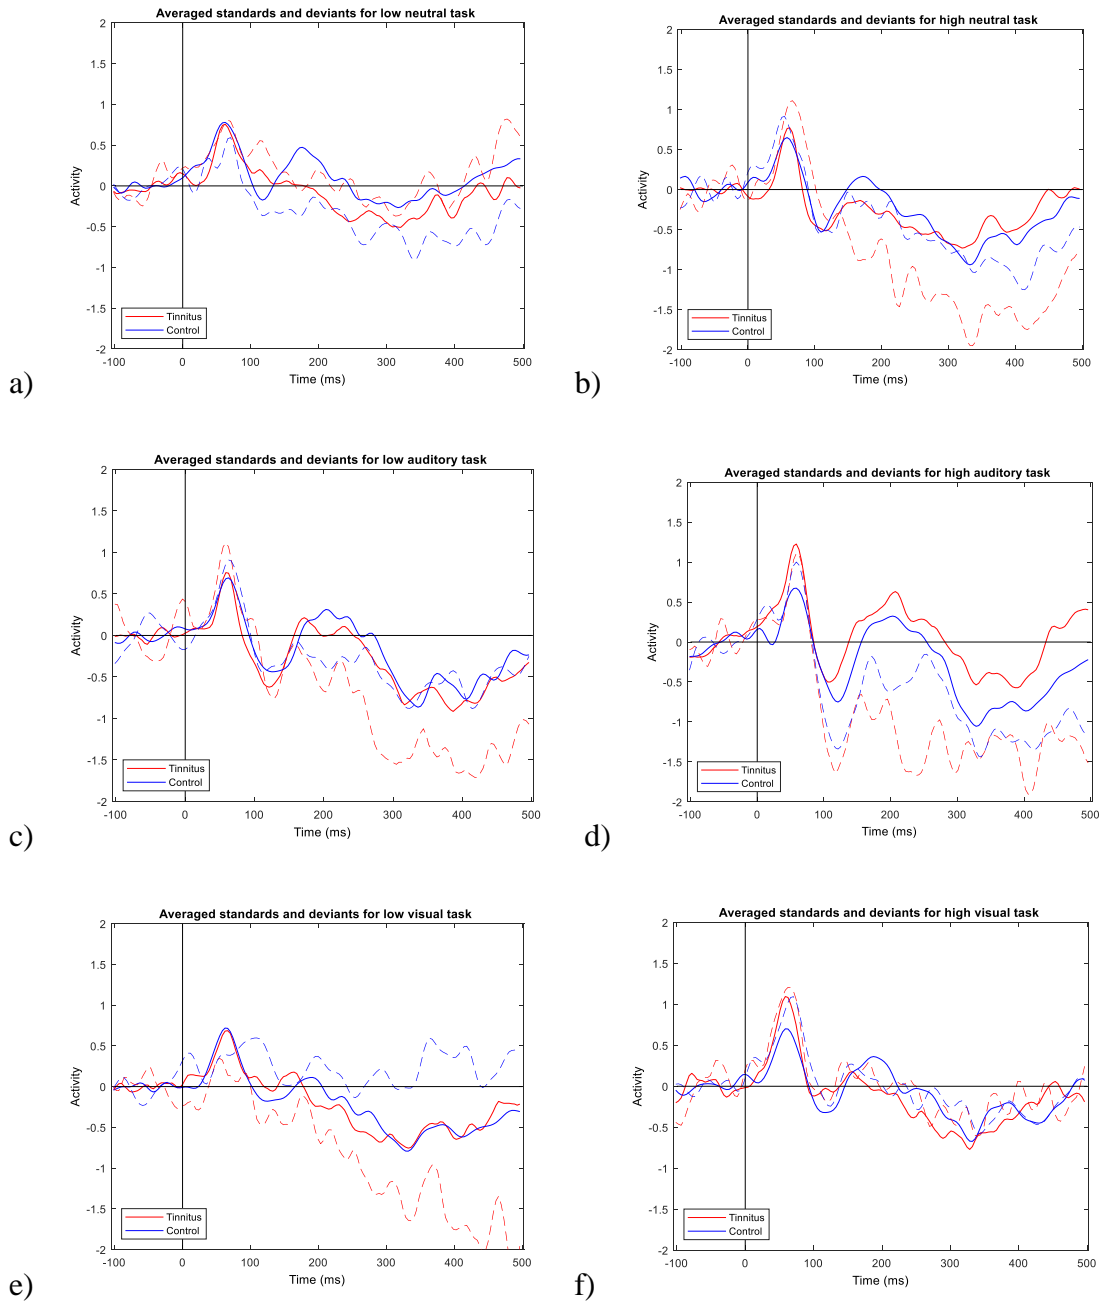 Averaged standards and deviants for low neutral task
2
1.5
1
0.5
0
-0.5
-1
-1.5
-2
Activity
Tinnitus
Control
-100 0 100 200 300 400 500
Time (ms)
a)
Averaged standards and deviants for high neutral task
2
1.5
1
0.5
0
-0.5
-1
-1.5
-2
Activity
Tinnitus
Control
-100 0 100 200 300 400 500
Time (ms)
b)
Averaged standards and deviants for low auditory task
2
1.5
1
0.5
0
-0.5
-1
-1.5
-2
Activity
Tinnitus
Control
-100 0 100 200 300 400 500
Time (ms)
c)
Averaged standards and deviants for high auditory task
2
1.5
1
0.5
0
-0.5
-1
-1.5
-2
Activity
Tinnitus
Control
-100 0 100 200 300 400 500
Time (ms)
d)
Averaged standards and deviants for low visual task
2
1.5
1
0.5
0
-0.5
-1
-1.5
-2
Activity
Tinnitus
Control
-100 0 100 200 300 400 500
Time (ms)
e)
Averaged standards and deviants for high visual task
2
1.5
1
0.5
0
-0.5
-1
-1.5
-2
Activity
Tinnitus
Control
-100 0 100 200 300 400 500
Time (ms)
f)